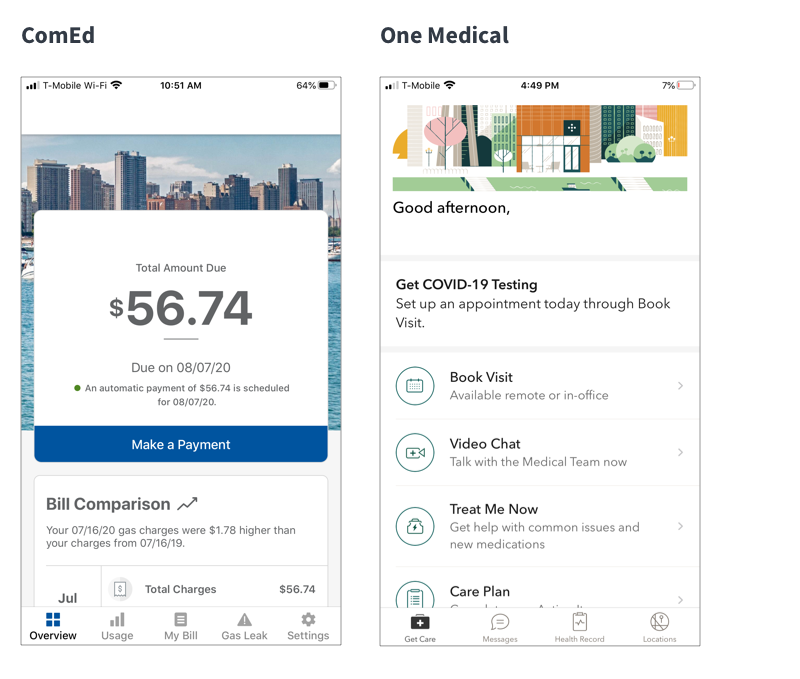 ComEd
T-Mobile Wi-Fi 10:51 AM 64%
Total Amount Due
$56.74
Due on 08/07/20
An automatic payment of $56.74 is scheduled
for 08/07/20.
Make a Payment
Bill Comparison
Your 07/16/20 gas charges were $1.78 higher than
your charges from 07/16/19.
Jul
$ Total Charges $56.74
Overview Usage My Bill Gas Leak Settings
One Medical
T-Mobile 4:49 PM 7%
Good afternoon,
Get COVID-19 Testing
Set up an appointment today through Book
Visit.
Book Visit
Available remote or in-office
Video Chat
Talk with the Medical Team now
Treat Me Now
Get help with common issues and
new medications
Care Plan
Get Care Messages Health Record Locations